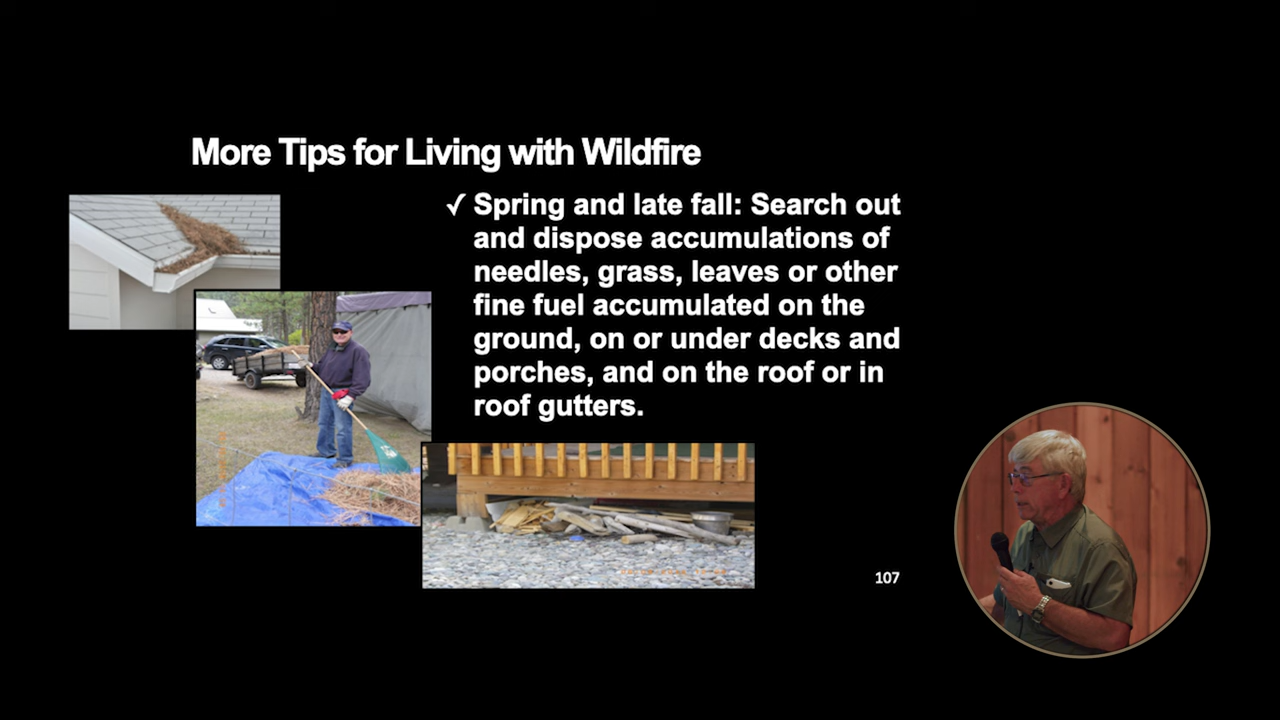 More Tips for Living with Wildfire
✓ Spring and late fall: Search out
and dispose accumulations of
needles, grass, leaves or other
fine fuel accumulated on the
ground, on or under decks and
porches, and on the roof or in
roof gutters.
107